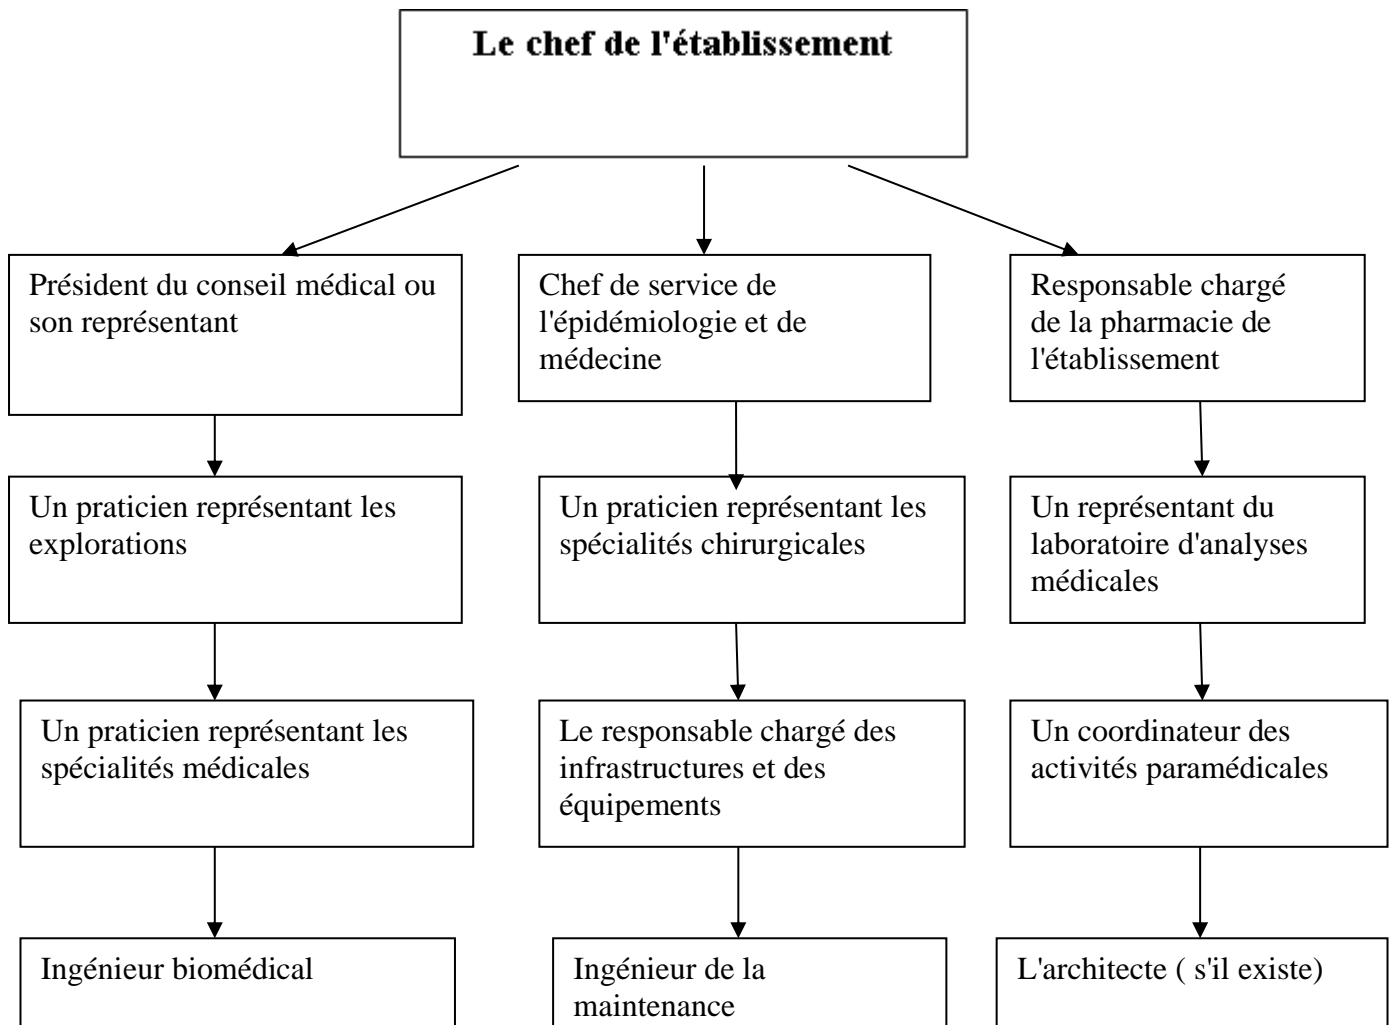 Le chef de l'établissement
Président du conseil médical ou
son représentant
Chef de service de
l'épidémiologie et de
médecine
Responsable chargé
de la pharmacie de
l'établissement
Un praticien représentant les
explorations
Un praticien représentant les
spécialités chirurgicales
Un représentant du
laboratoire d'analyses
médicales
Un praticien représentant les
spécialités médicales
Le responsable chargé des
infrastructures et des
équipements
Un coordinateur des
activités paramédicales
Ingénieur biomédical
Ingénieur de la
maintenance
L'architecte ( s'il existe)